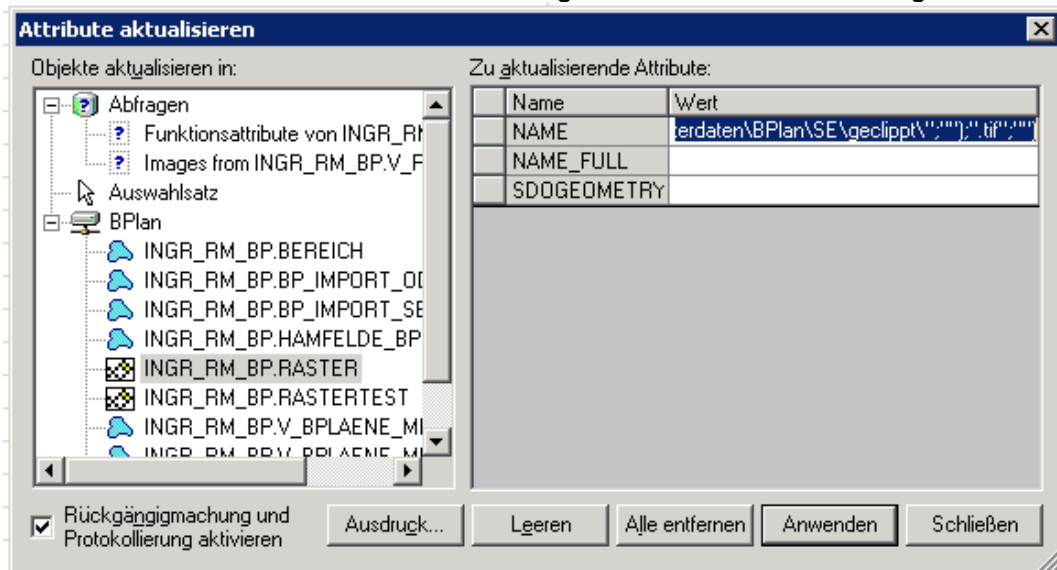 Attribute aktualisieren
Objekte aktualisieren in:
Abfragen
Funktionsattribute von INGR_RM
Images from INGR_RM_BP.V_F
Auswahlsatz
BPlan
INGR_RM_BP.BEREICH
INGR_RM_BP.BP_IMPORT_OD
INGR_RM_BP.BP_IMPORT_SE
INGR_RM_BP.HAMFELDE_BP
INGR_RM_BP.RASTER
INGR_RM_BP.RASTERTEST
INGR_RM_BP.V_BPLAENE_MI
Zu aktualisierende Attribute:
Name Wert
NAME terdaten\BPlan\SE\geclippt\";"");".tif";"")
NAME_FULL
SDOGEOMETRY
Rückgängigmachung und
Protokollierung aktivieren
Ausdruck...
Leeren
Alle entfernen
Anwenden
Schließen